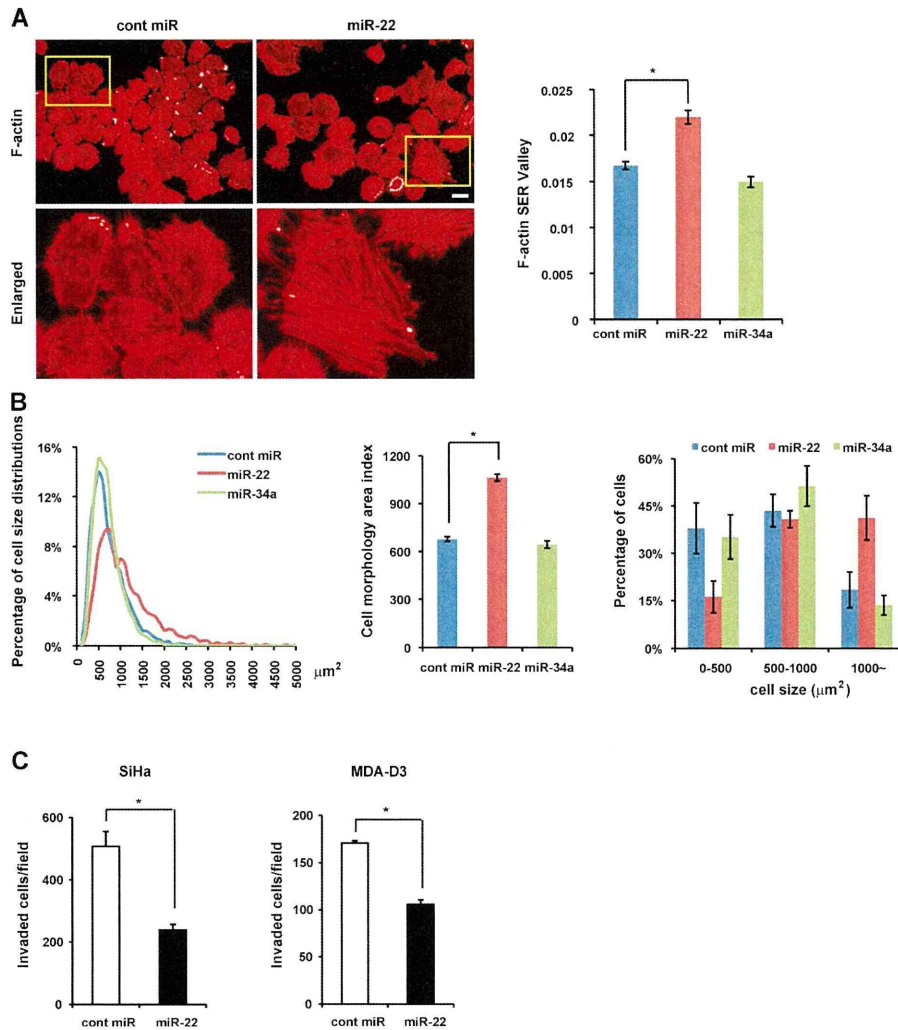 A
cont miR
miR-22
F-actin
Enlarged
F-actin SER Valley
0.025
0.02
0.015
0.01
0.005
0
*
cont miR
miR-22
miR-34a
B
Percentage of cell size distributions
16%
12%
8%
4%
0%
cont miR
miR-22
miR-34a
0
500
1000
1500
2000
2500
3000
3500
4000
4500
5000
μm²
Cell morphology area index
1200
900
600
300
0
*
cont miR
miR-22
miR-34a
cont miR
miR-22
miR-34a
Percentage of cells
60%
45%
30%
15%
0%
0-500
500-1000
1000~
cell size (μm²)
C
SiHa
Invaded cells/field
600
400
200
0
*
cont miR
miR-22
MDA-D3
Invaded cells/field
200
150
100
50
0
*
cont miR
miR-22